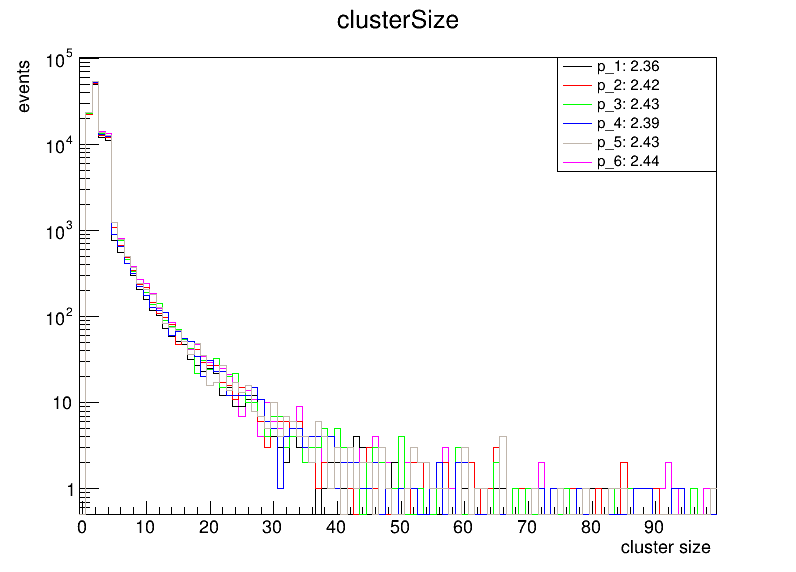 clusterSize
events
10^5
10^4
10^3
10^2
10
1
p_1: 2.36
p_2: 2.42
p_3: 2.43
p_4: 2.39
p_5: 2.43
p_6: 2.44
0 10 20 30 40 50 60 70 80 90
cluster size